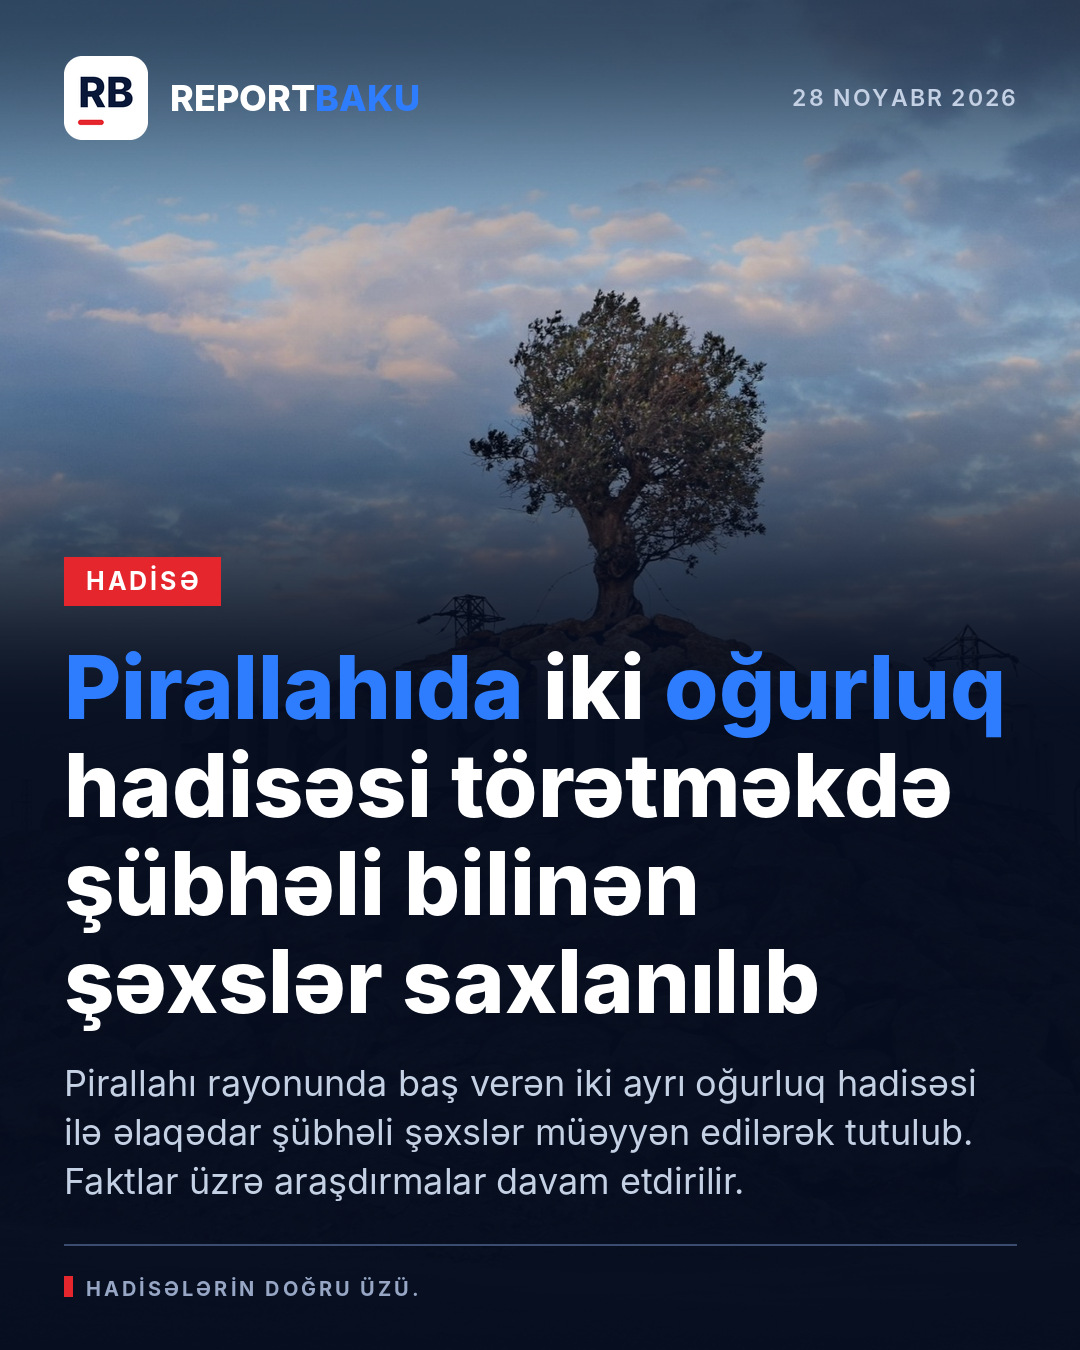 RB
REPORTBAKU
28 NOYABR 2026
HADİSƏ
Pirallahıda iki oğurluq
hadisəsi törətməkdə
şübhəli bilinən
şəxslər saxlanılıb
Pirallahı rayonunda baş verən iki ayrı oğurluq hadisəsi
ilə əlaqədar şübhəli şəxslər müəyyən edilərək tutulub.
Faktlar üzrə araşdırmalar davam etdirilir.
HADİSƏLƏRİN DOĞRU ÜZÜ.